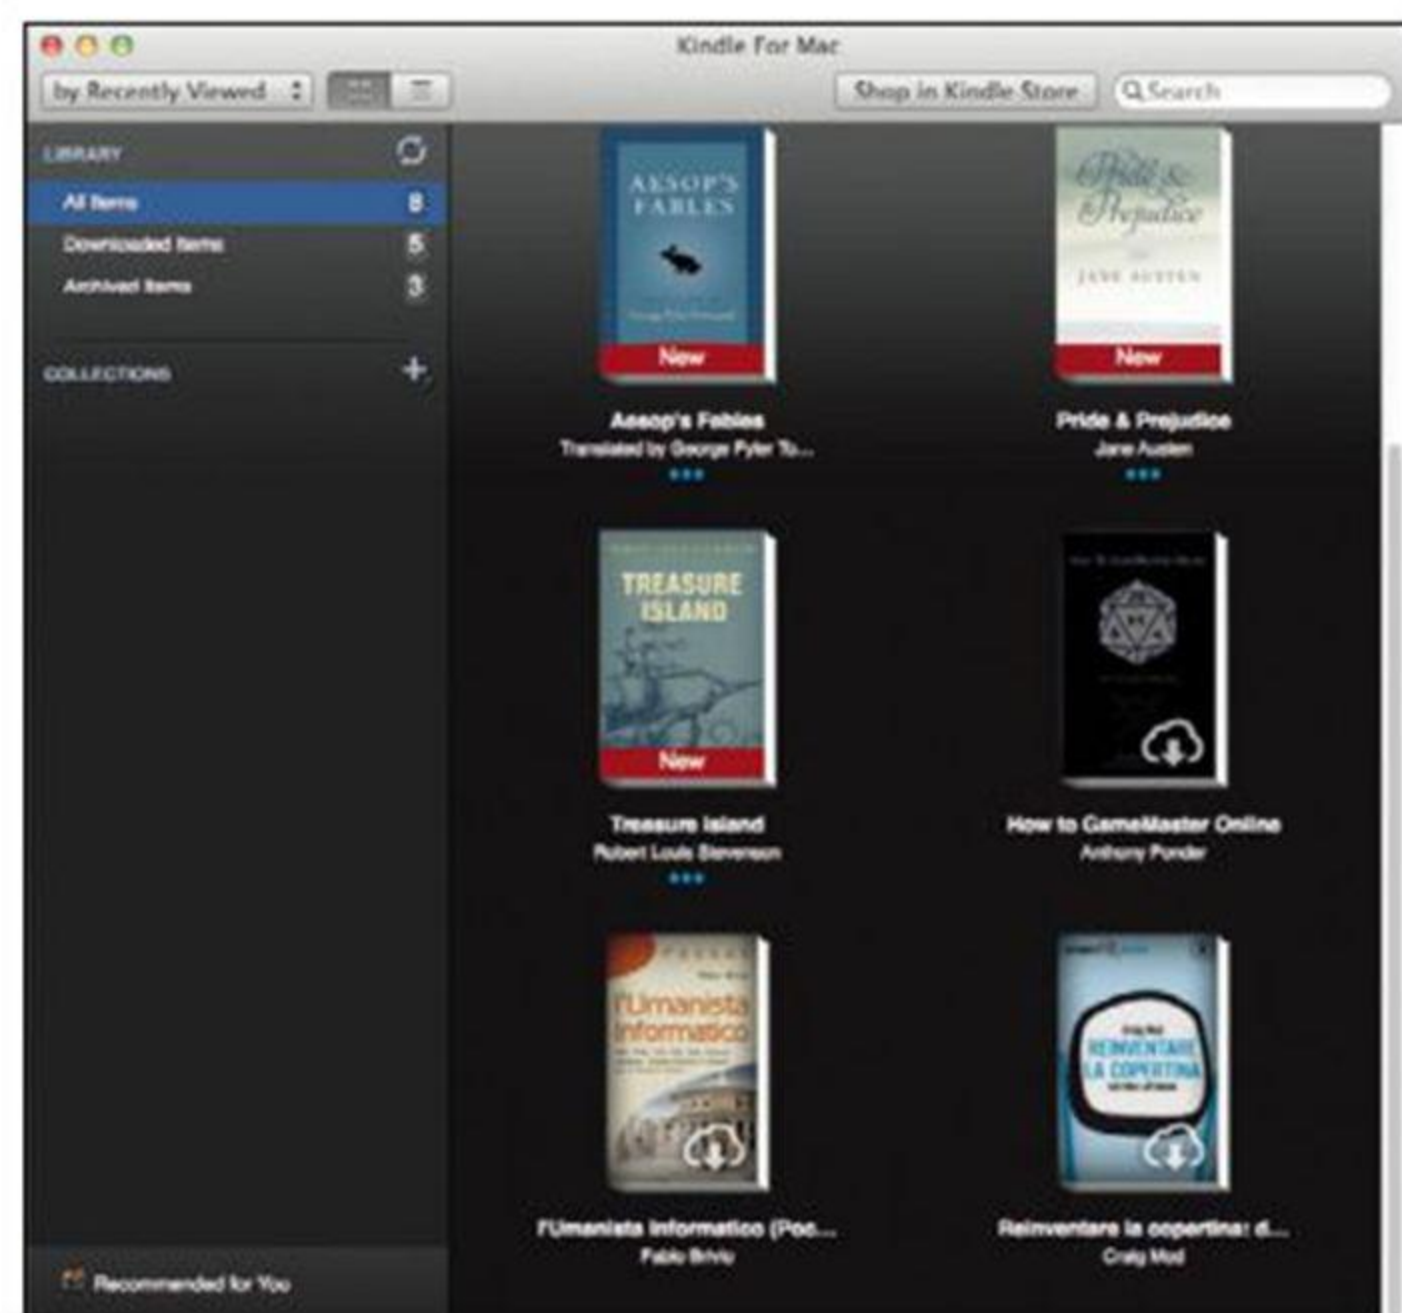 Kindle For Mac
by Recently Viewed
Shop in Kindle Store
Search
LIBRARY
All Items 8
Downloaded Items 5
Archived Items 3
COLLECTIONS +
AESOP'S
FABLES
New
Aesop's Fables
Translated by George Fyler To...
Pride &
Prejudice
JANE AUSTEN
New
Pride & Prejudice
Jane Austen
TREASURE
ISLAND
New
Treasure Island
Robert Louis Stevenson
How to GameMaster Online
Anthony Ponder
l'Umanista
Informatico
l'Umanista Informatico (Poc...
Fabio Brivio
Craig Mod
REINVENTARE
LA COPERTINA
Reinventare la copertina: d...
Craig Mod
Recommended for You